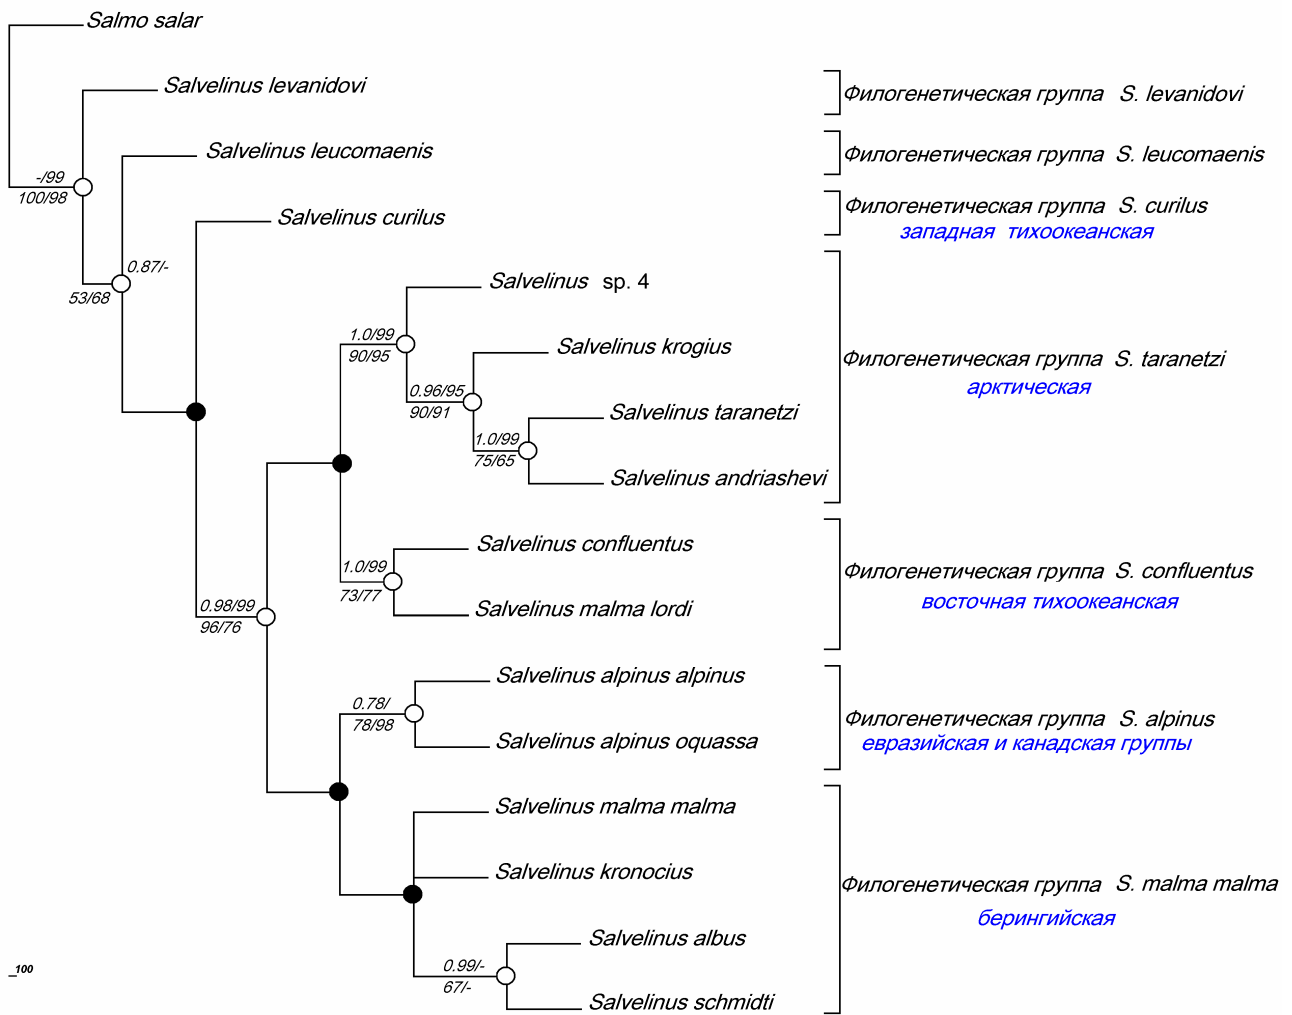 Salmo salar
Salvelinus levanidovi
Филогенетическая группа S. levanidovi
Salvelinus leucomaenis
Филогенетическая группа S. leucomaenis
-/99
100/98
Salvelinus curilus
Филогенетическая группа S. curilus
западная тихоокеанская
0.87/-
53/68
Salvelinus sp. 4
1.0/99
90/95
Salvelinus krogius
Филогенетическая группа S. taranetzi
арктическая
0.96/95
90/91
Salvelinus taranetzi
1.0/99
75/65
Salvelinus andriashevi
Salvelinus confluentus
1.0/99
73/77
Филогенетическая группа S. confluentus
восточная тихоокеанская
Salvelinus malma lordi
0.98/99
96/76
Salvelinus alpinus alpinus
0.78/
78/98
Филогенетическая группа S. alpinus
евразийская и канадская группы
Salvelinus alpinus oquassa
Salvelinus malma malma
Salvelinus kronocius
Филогенетическая группа S. malma malma
берингийская
Salvelinus albus
0.99/-
67/-
_100
Salvelinus schmidti